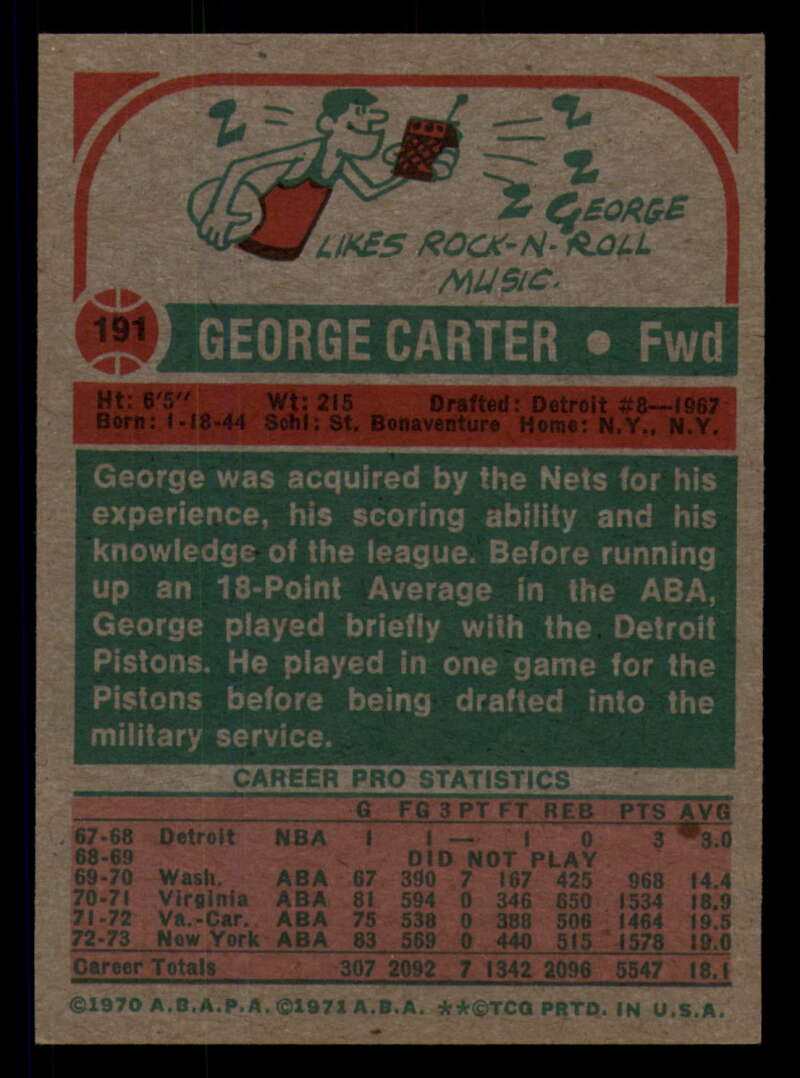 Z Z Z Z GEORGE
LIKES ROCK-N-ROLL
MUSIC.
191
GEORGE CARTER • Fwd
Ht: 6'5" Wt: 215 Drafted: Detroit #8—1967
Born: 1-18-44 Schl: St. Bonaventure Home: N.Y., N.Y.
George was acquired by the Nets for his
experience, his scoring ability and his
knowledge of the league. Before running
up an 18-Point Average in the ABA,
George played briefly with the Detroit
Pistons. He played in one game for the
Pistons before being drafted into the
military service.
CAREER PRO STATISTICS
G FG 3PT FT REB PTS AVG
67-68 Detroit NBA 1 1 — 1 0 3 3.0
68-69 DID NOT PLAY
69-70 Wash. ABA 67 390 7 167 425 968 14.4
70-71 Virginia ABA 81 594 0 346 650 1534 18.9
71-72 Va.-Car. ABA 75 538 0 388 506 1464 19.5
72-73 New York ABA 83 569 0 440 515 1578 19.0
Career Totals 307 2092 7 1342 2096 5547 18.1
©1970 A.B.A.P.A. ©1971 A.B.A. **©TCG PRTD. IN U.S.A.